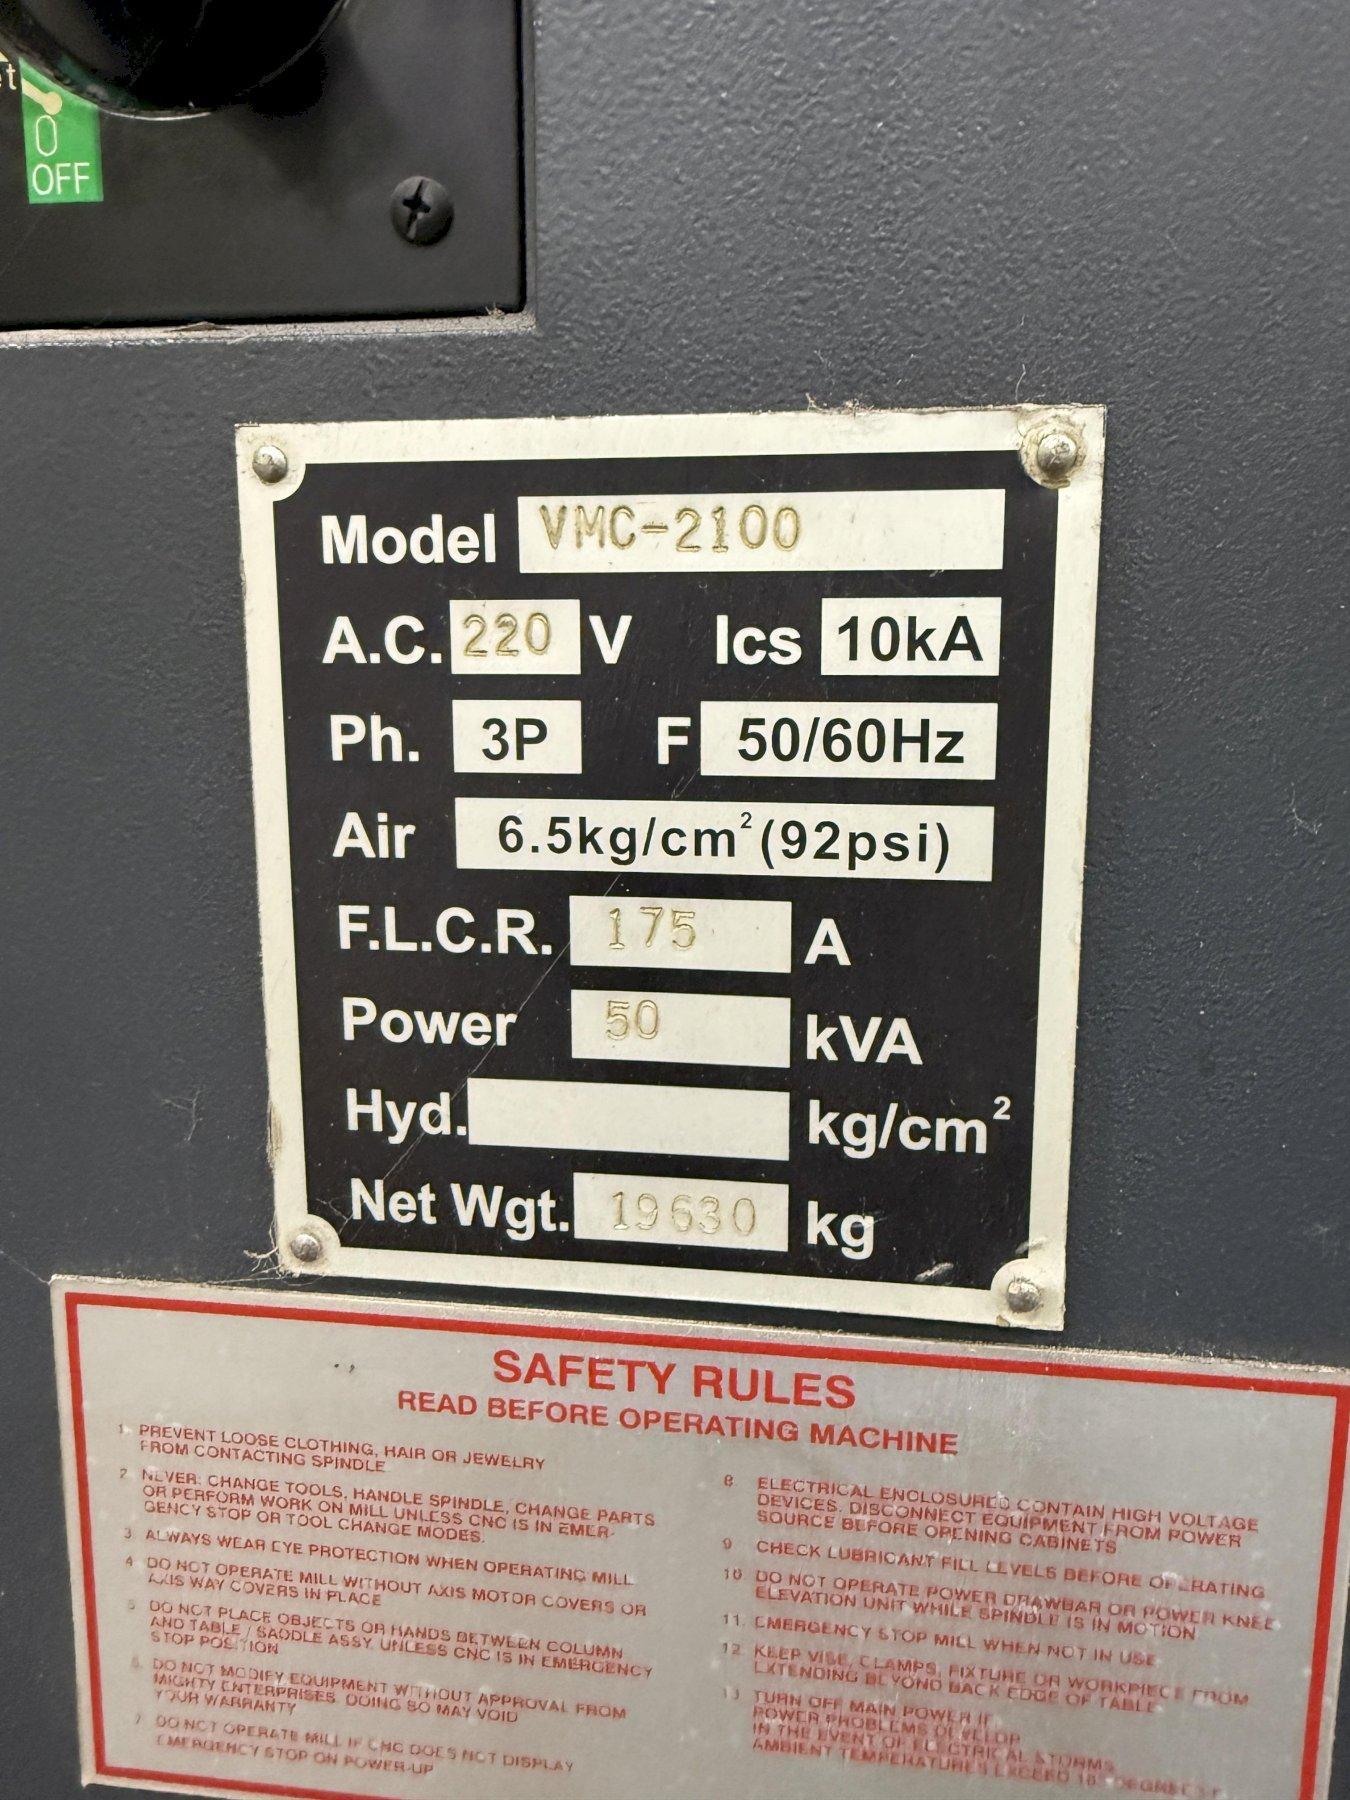 et
0
OFF
Model VMC-2100
A.C. 220 V Ics 10kA
Ph. 3P F 50/60Hz
Air 6.5kg/cm² (92psi)
F.L.C.R. 175 A
Power 50 kVA
Hyd. kg/cm²
Net Wgt. 19630 kg
SAFETY RULES
READ BEFORE OPERATING MACHINE
1. PREVENT LOOSE CLOTHING, HAIR OR JEWELRY
FROM CONTACTING SPINDLE
2 NEVER: CHANGE TOOLS, HANDLE SPINDLE, CHANGE PARTS
OR PERFORM WORK ON MILL UNLESS CNC IS IN EMER-
GENCY STOP OR TOOL CHANGE MODES.
3 ALWAYS WEAR EYE PROTECTION WHEN OPERATING MILL
4 DO NOT OPERATE MILL WITHOUT AXIS MOTOR COVERS OR
AXIS WAY COVERS IN PLACE
5 DO NOT PLACE OBJECTS OR HANDS BETWEEN COLUMN
AND TABLE / SADDLE ASSY. UNLESS CNC IS IN EMERGENCY
STOP POSITION
6. DO NOT MODIFY EQUIPMENT WITHOUT APPROVAL FROM
MIGHTY ENTERPRISES. DOING SO MAY VOID
YOUR WARRANTY
7 DO NOT OPERATE MILL IF CNC DOES NOT DISPLAY
EMERGENCY STOP ON POWER-UP
8 ELECTRICAL ENCLOSURES CONTAIN HIGH VOLTAGE
DEVICES. DISCONNECT EQUIPMENT FROM POWER
SOURCE BEFORE OPENING CABINETS.
9 CHECK LUBRICANT FILL LEVELS BEFORE OPERATING
10 DO NOT OPERATE POWER DRAWBAR OR POWER KNEE
ELEVATION UNIT WHILE SPINDLE IS IN MOTION
11. EMERGENCY STOP MILL WHEN NOT IN USE
12 KEEP VISE, CLAMPS, FIXTURE OR WORKPIECE FROM
EXTENDING BEYOND BACK EDGE OF TABLE
13 TURN OFF MAIN POWER IF
POWER PROBLEMS DEVELOP
IN THE EVENT OF ELECTRICAL STORMS
AMBIENT TEMPERATURES EXCEED DEGREES